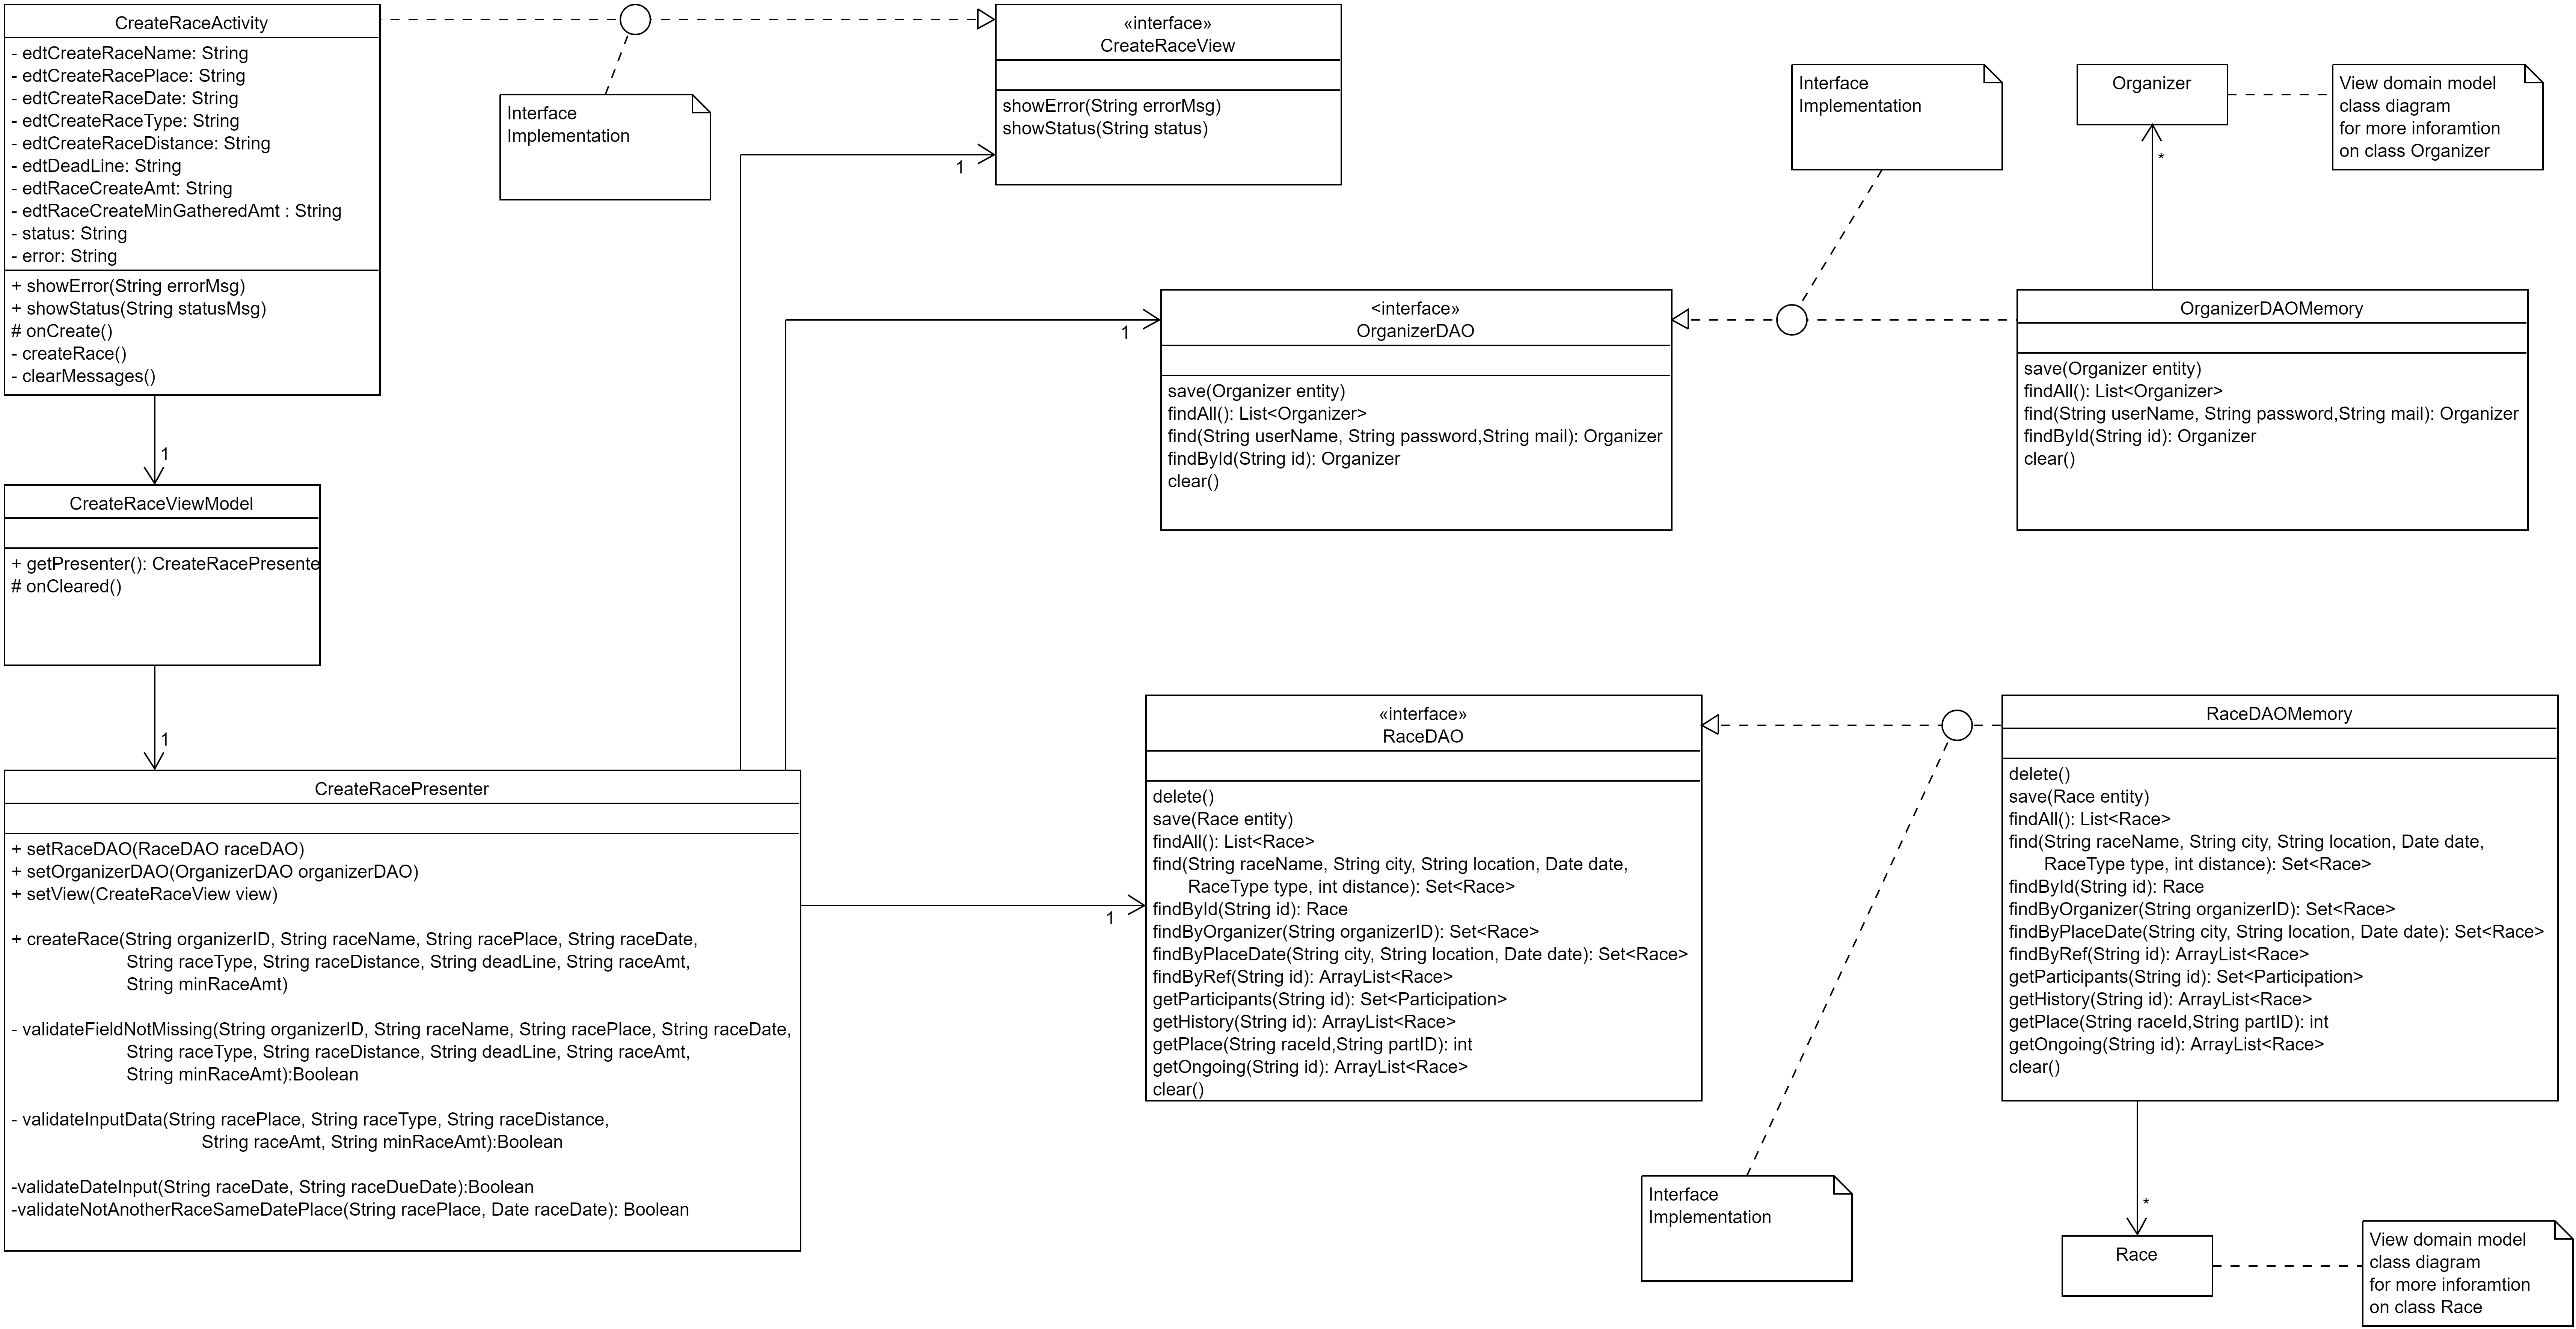 CreateRaceActivity
- edtCreateRaceName: String
- edtCreateRacePlace: String
- edtCreateRaceDate: String
- edtCreateRaceType: String
- edtCreateRaceDistance: String
- edtDeadLine: String
- edtRaceCreateAmt: String
- edtRaceCreateMinGatheredAmt : String
- status: String
- error: String
+ showError(String errorMsg)
+ showStatus(String statusMsg)
# onCreate()
- createRace()
- clearMessages()
Interface
Implementation
«interface»
CreateRaceView
showError(String errorMsg)
showStatus(String status)
1
Interface
Implementation
Organizer
View domain model
class diagram
for more inforamtion
on class Organizer
*
1
CreateRaceViewModel
+ getPresenter(): CreateRacePresente
# onCleared()
1
<interface»
OrganizerDAO
save(Organizer entity)
findAll(): List<Organizer>
find(String userName, String password,String mail): Organizer
findById(String id): Organizer
clear()
1
OrganizerDAOMemory
save(Organizer entity)
findAll(): List<Organizer>
find(String userName, String password,String mail): Organizer
findById(String id): Organizer
clear()
CreateRacePresenter
+ setRaceDAO(RaceDAO raceDAO)
+ setOrganizerDAO(OrganizerDAO organizerDAO)
+ setView(CreateRaceView view)
+ createRace(String organizerID, String raceName, String racePlace, String raceDate,
String raceType, String raceDistance, String deadLine, String raceAmt,
String minRaceAmt)
- validateFieldNotMissing(String organizerID, String raceName, String racePlace, String raceDate,
String raceType, String raceDistance, String deadLine, String raceAmt,
String minRaceAmt):Boolean
- validateInputData(String racePlace, String raceType, String raceDistance,
String raceAmt, String minRaceAmt):Boolean
-validateDateInput(String raceDate, String raceDueDate):Boolean
-validateNotAnotherRaceSameDatePlace(String racePlace, Date raceDate): Boolean
1
«interface»
RaceDAO
delete()
save(Race entity)
findAll(): List<Race>
find(String raceName, String city, String location, Date date,
RaceType type, int distance): Set<Race>
findById(String id): Race
findByOrganizer(String organizerID): Set<Race>
findByPlaceDate(String city, String location, Date date): Set<Race>
findByRef(String id): ArrayList<Race>
getParticipants(String id): Set<Participation>
getHistory(String id): ArrayList<Race>
getPlace(String raceId,String partID): int
getOngoing(String id): ArrayList<Race>
clear()
RaceDAOMemory
delete()
save(Race entity)
findAll(): List<Race>
find(String raceName, String city, String location, Date date,
RaceType type, int distance): Set<Race>
findById(String id): Race
findByOrganizer(String organizerID): Set<Race>
findByPlaceDate(String city, String location, Date date): Set<Race>
findByRef(String id): ArrayList<Race>
getParticipants(String id): Set<Participation>
getHistory(String id): ArrayList<Race>
getPlace(String raceId,String partID): int
getOngoing(String id): ArrayList<Race>
clear()
Interface
Implementation
*
Race
View domain model
class diagram
for more inforamtion
on class Race